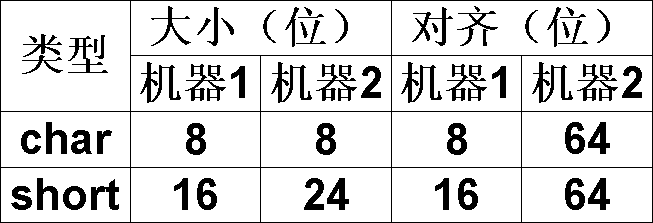 类型 大小（位） 对齐（位）
机器1 机器2 机器1 机器2
char 8 8 8 64
short 16 24 16 64